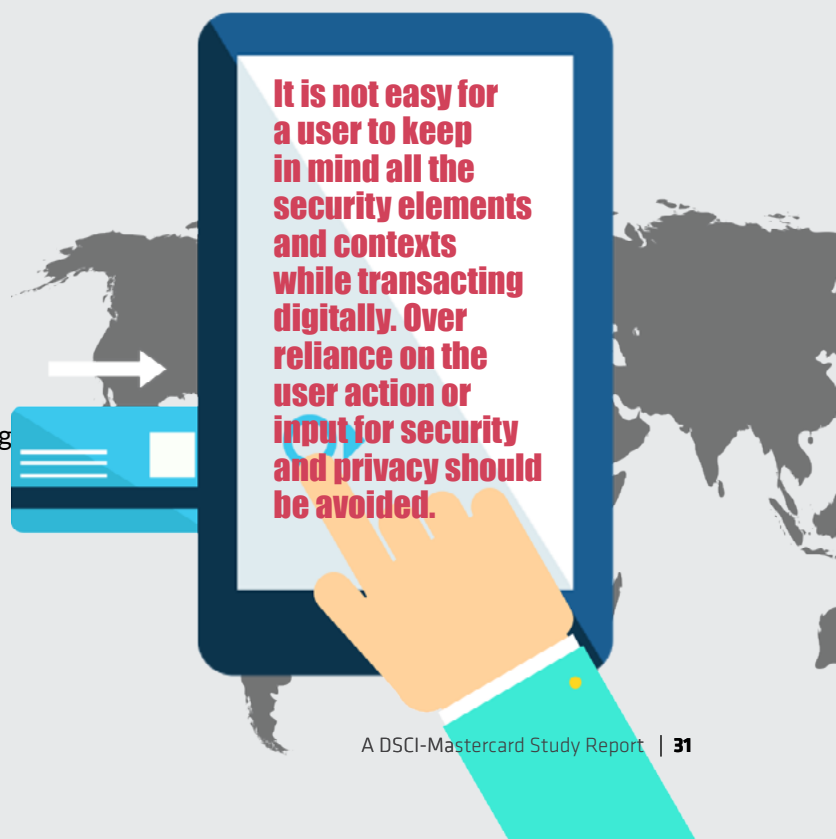 It is not easy for
a user to keep
in mind all the
security elements
and contexts
while transacting
digitally. Over
reliance on the
user action or
input for security
and privacy should
be avoided.
g
A DSCI-Mastercard Study Report | 31